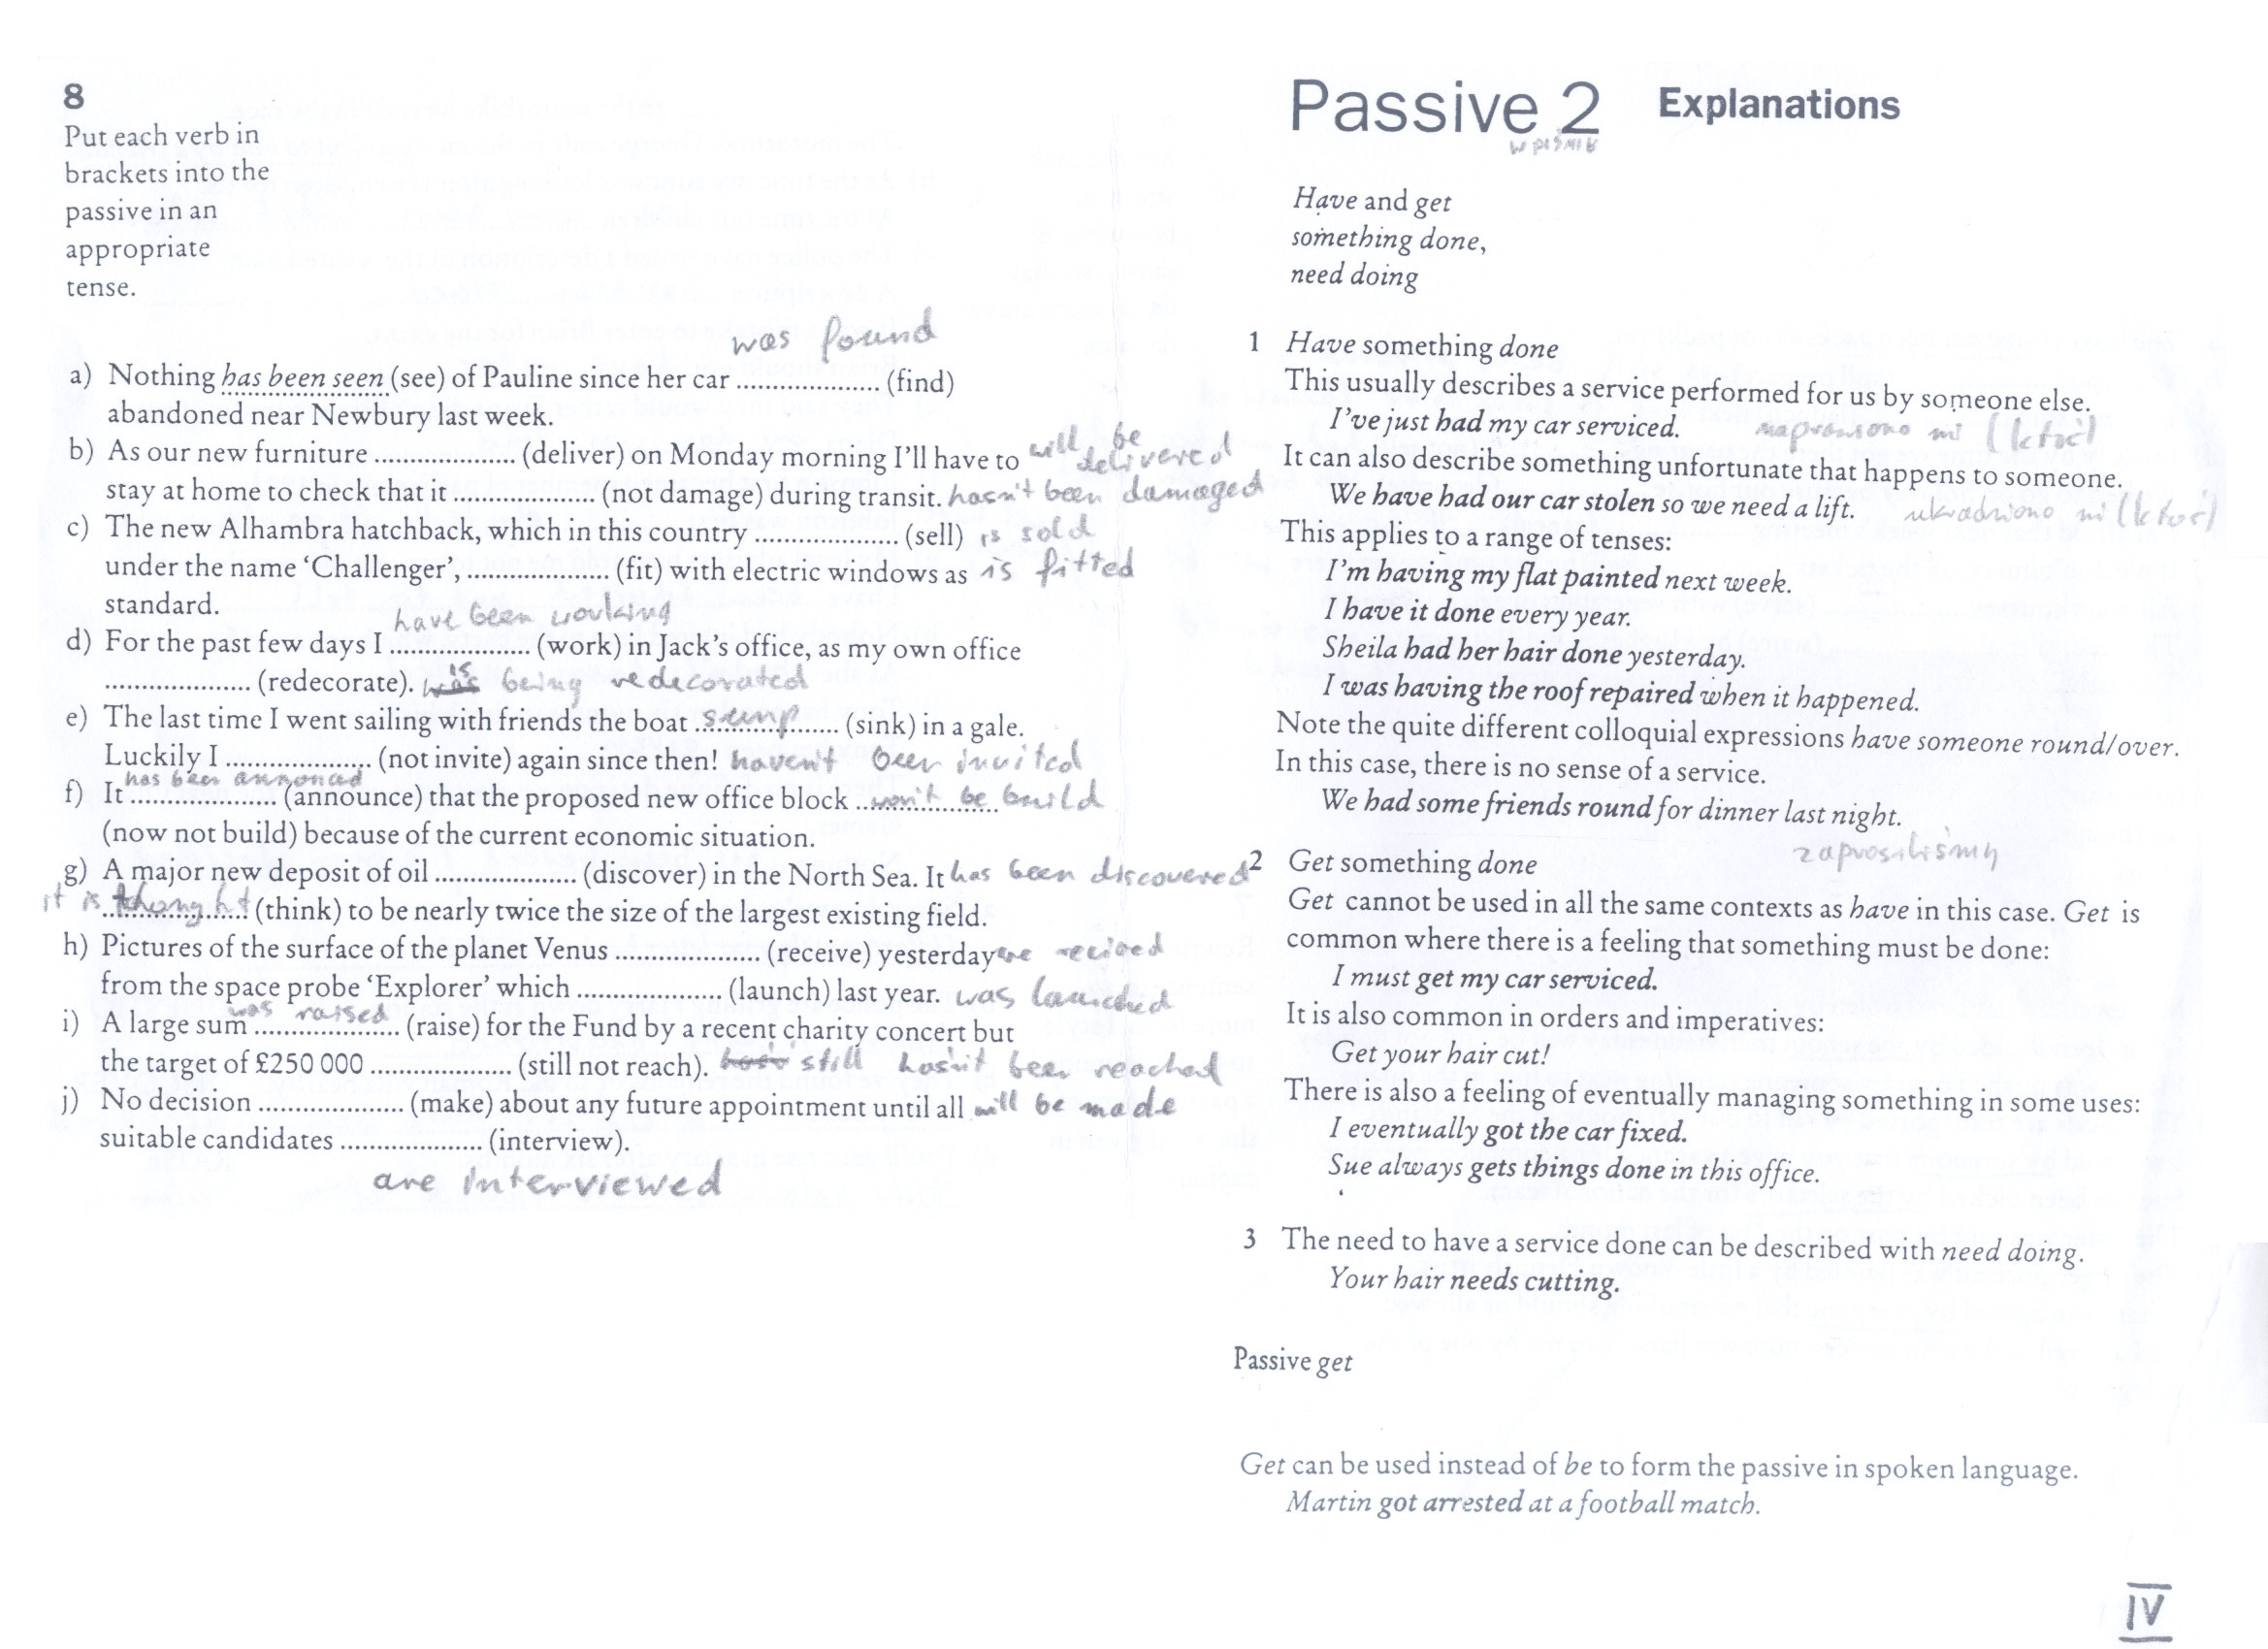 8
Put each verb in
brackets into the
passive in an
appropriate
tense.
was found
a) Nothing has been seen (see) of Pauline since her car .................... (find)
abandoned near Newbury last week.
b) As our new furniture .................... (deliver) on Monday morning I'll have to will be delivered
stay at home to check that it .................... (not damage) during transit. hasn't been damaged
c) The new Alhambra hatchback, which in this country .................... (sell) is sold
under the name 'Challenger', .................... (fit) with electric windows as is fitted
standard.
have been working
d) For the past few days I .................... (work) in Jack's office, as my own office
.................... (redecorate). was is being redecorated
e) The last time I went sailing with friends the boat .................... (sink) in a gale.
Luckily I .................... (not invite) again since then! haven't been invited
has been
f) It .................... (announce) that the proposed new office block won't be build
(now not build) because of the current economic situation.
g) A major new deposit of oil .................... (discover) in the North Sea. It has been discovered
it is thought (think) to be nearly twice the size of the largest existing field.
h) Pictures of the surface of the planet Venus .................... (receive) yesterday
from the space probe 'Explorer' which .................... (launch) last year. was launched
was raised
i) A large sum .................... (raise) for the Fund by a recent charity concert but
the target of £250 000 .................... (still not reach). still hasn't been reached
j) No decision .................... (make) about any future appointment until all will be made
suitable candidates .................... (interview).
are interviewed
Passive 2 Explanations
Have and get
something done,
need doing
1 Have something done
This usually describes a service performed for us by someone else.
I've just had my car serviced. naprawiono mi (ktoś)
It can also describe something unfortunate that happens to someone.
We have had our car stolen so we need a lift. ukradziono mi (ktoś)
This applies to a range of tenses:
I'm having my flat painted next week.
I have it done every year.
Sheila had her hair done yesterday.
I was having the roof repaired when it happened.
Note the quite different colloquial expressions have someone round/over.
In this case, there is no sense of a service.
We had some friends round for dinner last night.
zaprosiliśmy
2 Get something done
Get cannot be used in all the same contexts as have in this case. Get is
common where there is a feeling that something must be done:
I must get my car serviced.
It is also common in orders and imperatives:
Get your hair cut!
There is also a feeling of eventually managing something in some uses:
I eventually got the car fixed.
Sue always gets things done in this office.
3 The need to have a service done can be described with need doing.
Your hair needs cutting.
Passive get
Get can be used instead of be to form the passive in spoken language.
Martin got arrested at a football match.
IV